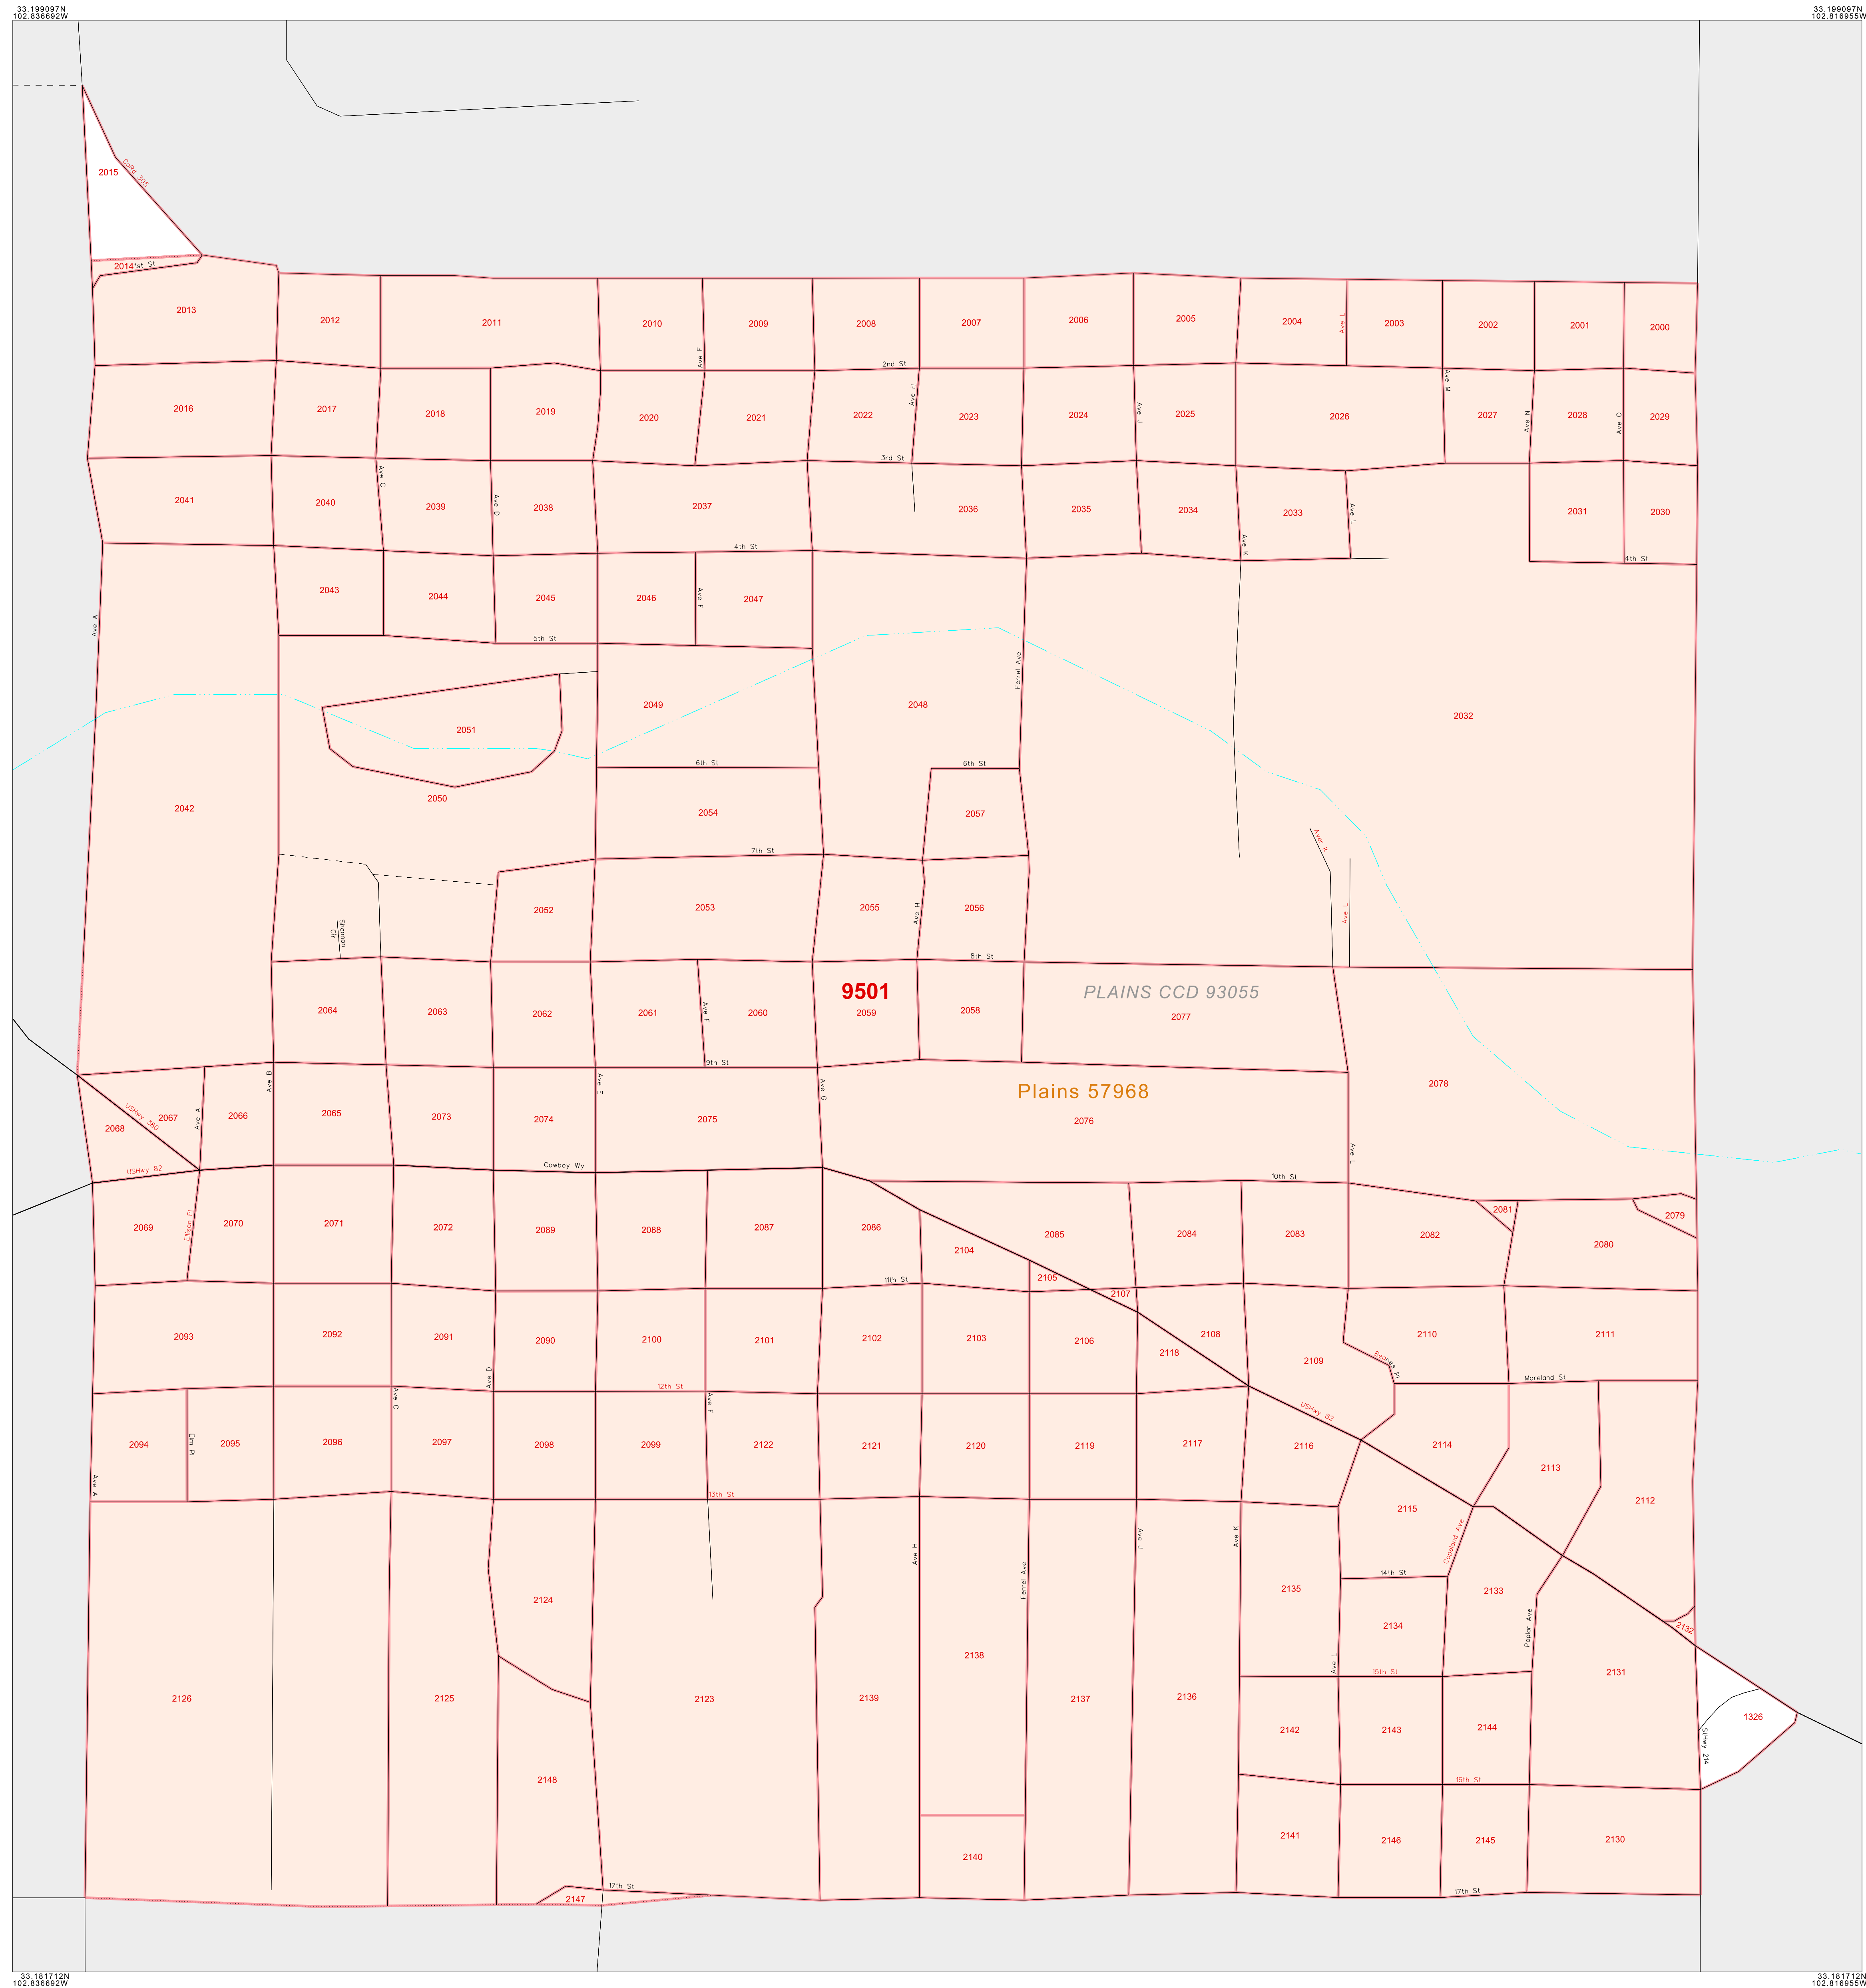 33.199097N
102.836692W
33.199097N
102.816955W
2015
CoRd 305
2014
1st St
2013
2012
2011
2010
2009
2008
2007
2006
2005
2004
Ave L
2003
2002
2001
2000
Ave F
2nd St
2016
2017
2018
2019
2020
2021
2022
Ave H
2023
2024
Ave J
2025
2026
Ave M
2027
Ave N
2028
Ave O
2029
3rd St
2041
2040
Ave C
2039
Ave D
2038
2037
2036
2035
2034
Ave K
2033
Ave L
2031
2030
4th St
4th St
Ave A
2043
2044
2045
2046
Ave F
2047
5th St
Ferrel Ave
2051
2049
2048
2032
6th St
6th St
2042
2050
2054
2057
Aver K
7th St
Shannan
Cir
2052
2053
2055
Ave H
2056
Ave L
8th St
9501
PLAINS CCD 93055
2064
2063
2062
2061
Ave F
2060
2059
2058
2077
9th St
Ave B
Ave E
Ave G
Plains 57968
2078
USHwy 380
2068
2067
Ave A
2066
2065
2073
2074
2075
2076
Ave L
USHwy 82
Cowboy Wy
10th St
2069
Ellison Pl
2070
2071
2072
2089
2088
2087
2086
2104
2085
2084
2083
2082
2081
2079
2080
2105
11th St
2107
2093
2092
2091
2090
2100
2101
2102
2103
2106
2118
2108
2109
2110
2111
Bennes Pl
Ave D
12th St
Moreland St
Ave C
Ave F
USHwy 82
2094
Elm Pl
2095
2096
2097
2098
2099
2122
2121
2120
2119
2117
2116
2114
2113
Ave A
13th St
2115
2112
Ave H
Ferrel Ave
Ave J
Ave K
Copeland Ave
14th St
2135
2133
2124
2134
Poplar Ave
2132
Ave L
15th St
2138
2131
2126
2125
2123
2139
2137
2136
2142
2143
2144
1326
StHwy 214
2148
16th St
2141
2146
2145
2130
2140
2147
17th St
17th St
33.181712N
102.836692W
33.181712N
102.816955W